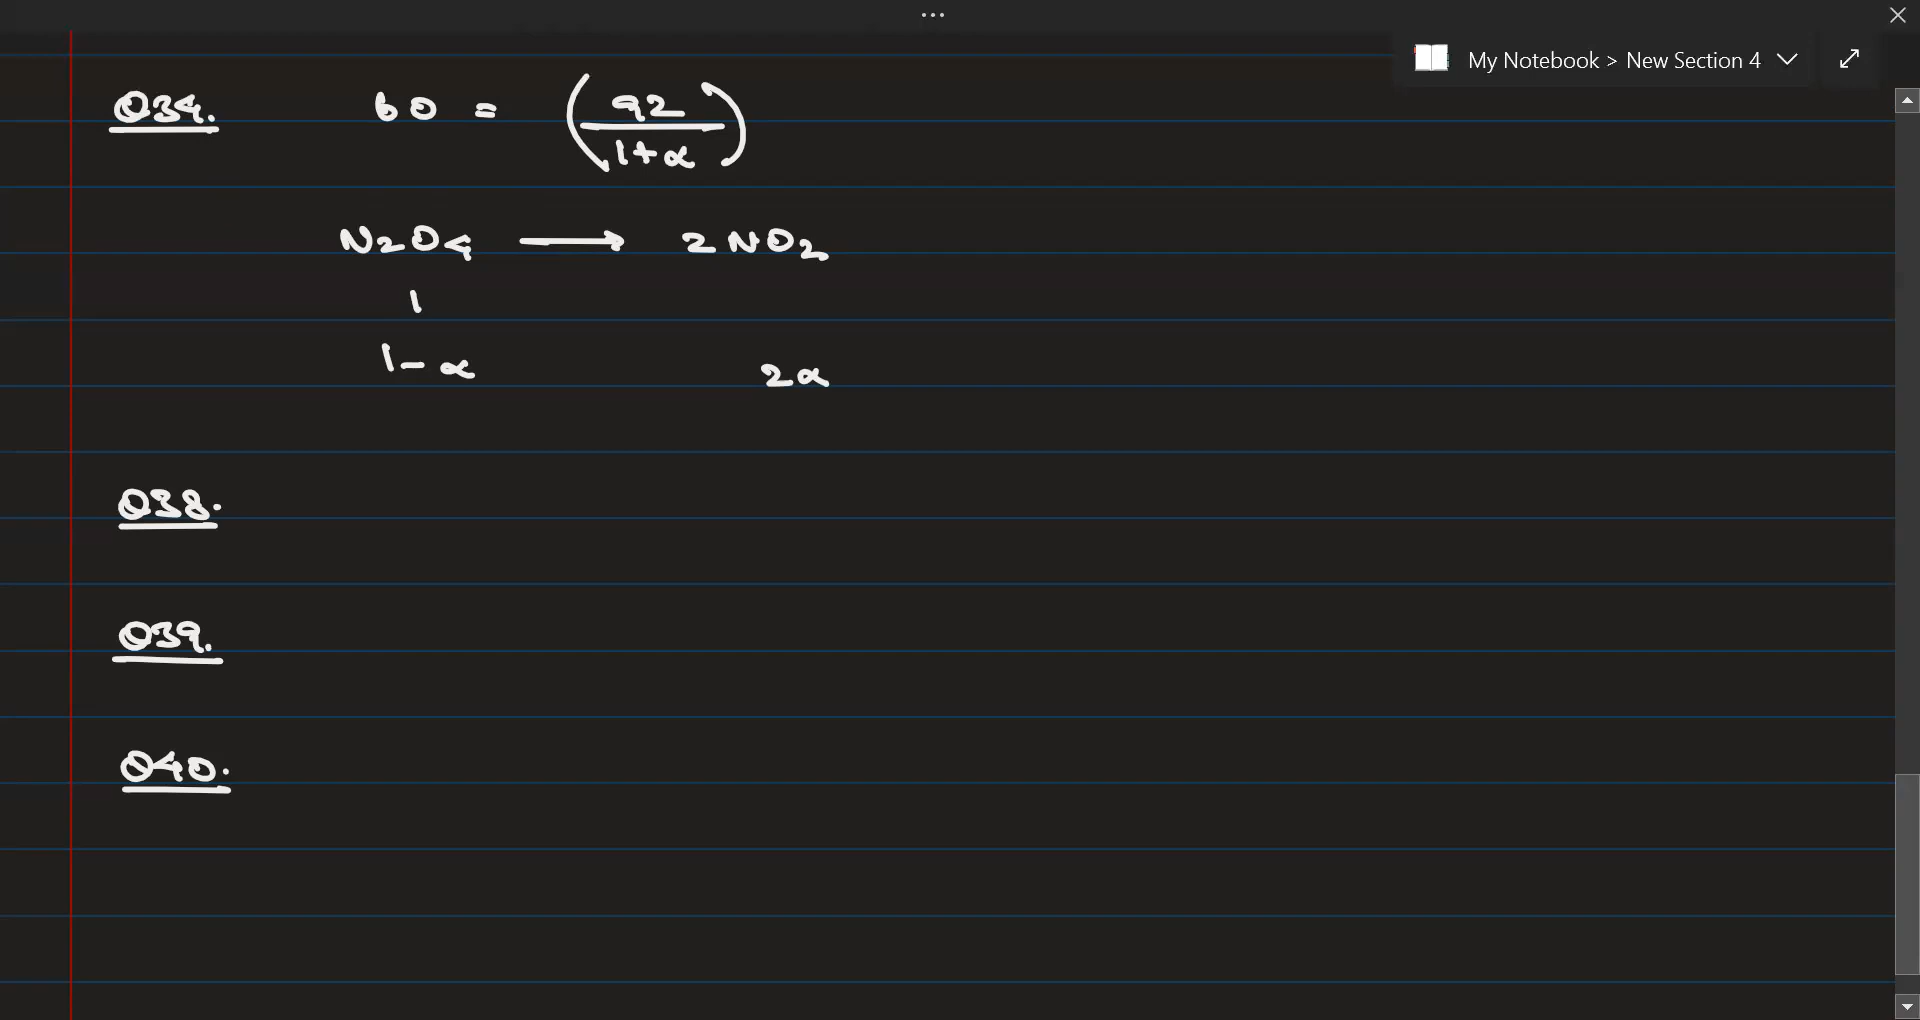 My Notebook > New Section 4
Q34. 60 = (92/1+α)
N2O4 → 2NO2
1
1-α 2α
Q38.
Q39.
Q40.